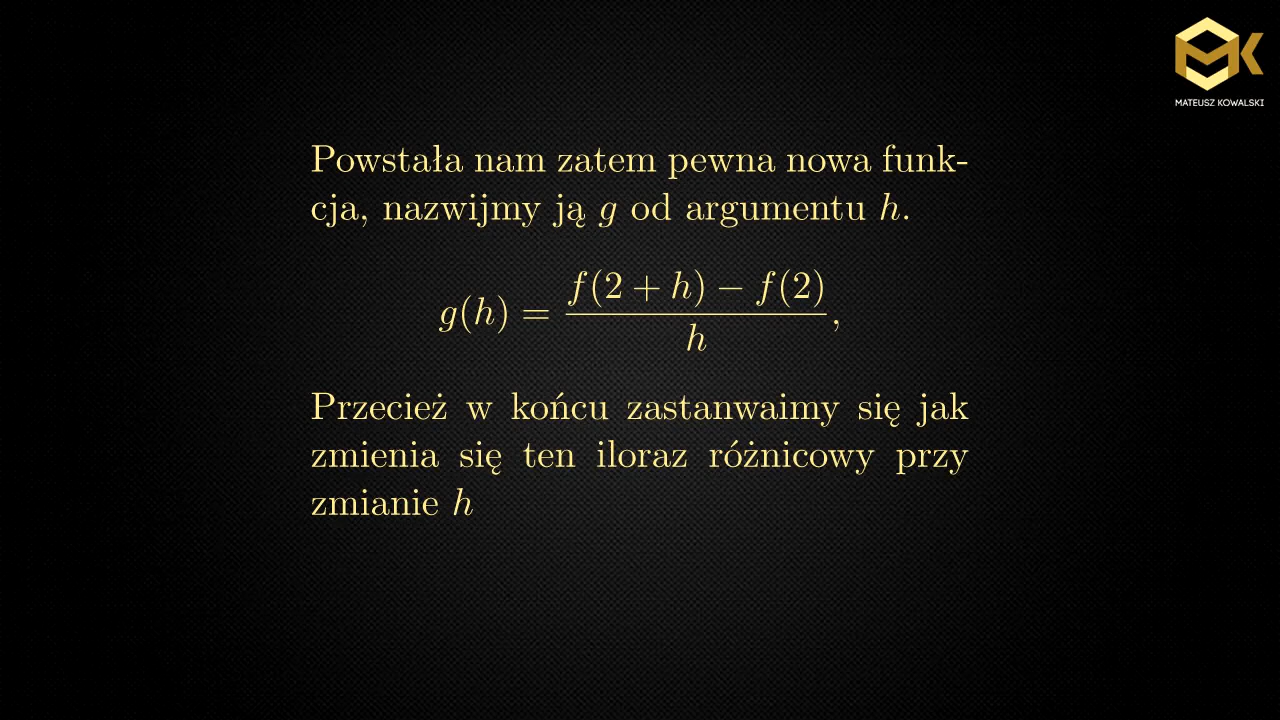 MATEUSZ KOWALSKI
Powstała nam zatem pewna nowa funk-
cja, nazwijmy ją g od argumentu h.
g(h) = \frac{f(2 + h) − f(2)}{h},
Przecież w końcu zastanwaimy się jak
zmienia się ten iloraz różnicowy przy
zmianie h